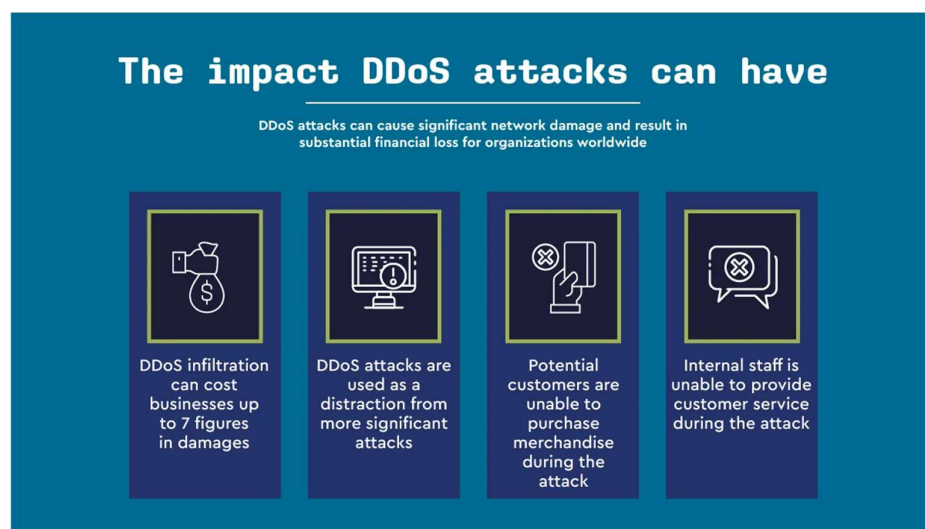 The impact DDoS attacks can have
DDoS attacks can cause significant network damage and result in
substantial financial loss for organizations worldwide
$
DDoS infiltration
can cost
businesses up
to 7 figures
in damages
DDoS attacks are
used as a
distraction from
more significant
attacks
Potential
customers are
unable to
purchase
merchandise
during the
attack
Internal staff is
unable to provide
customer service
during the attack